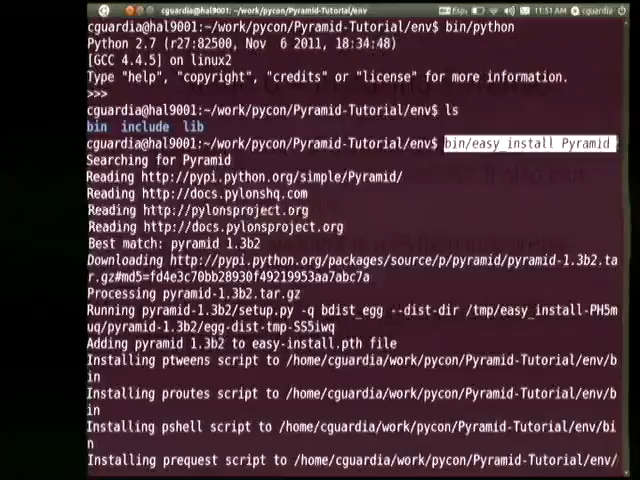 cguardia@hal9001: ~/work/pycon/Pyramid-Tutorial/env
11:51 AM
cguardia
cguardia@hal9001:~/work/pycon/Pyramid-Tutorial/env$ bin/python
Python 2.7 (r27:82500, Nov  6 2011, 18:34:48)
[GCC 4.4.5] on linux2
Type "help", "copyright", "credits" or "license" for more information.
>>>
cguardia@hal9001:~/work/pycon/Pyramid-Tutorial/env$ ls
bin  include  lib
cguardia@hal9001:~/work/pycon/Pyramid-Tutorial/env$ bin/easy_install Pyramid
Searching for Pyramid
Reading http://pypi.python.org/simple/Pyramid/
Reading http://docs.pylonshq.com
Reading http://pylonsproject.org
Reading http://docs.pylonsproject.org
Best match: pyramid 1.3b2
Downloading http://pypi.python.org/packages/source/p/pyramid/pyramid-1.3b2.ta
r.gz#md5=fd4e3c70bb28930f49219953aa7abc7a
Processing pyramid-1.3b2.tar.gz
Running pyramid-1.3b2/setup.py -q bdist_egg --dist-dir /tmp/easy_install-PH5m
uq/pyramid-1.3b2/egg-dist-tmp-SS5iwq
Adding pyramid 1.3b2 to easy-install.pth file
Installing ptweens script to /home/cguardia/work/pycon/Pyramid-Tutorial/env/b
in
Installing proutes script to /home/cguardia/work/pycon/Pyramid-Tutorial/env/b
in
Installing pshell script to /home/cguardia/work/pycon/Pyramid-Tutorial/env/bi
n
Installing prequest script to /home/cguardia/work/pycon/Pyramid-Tutorial/env/